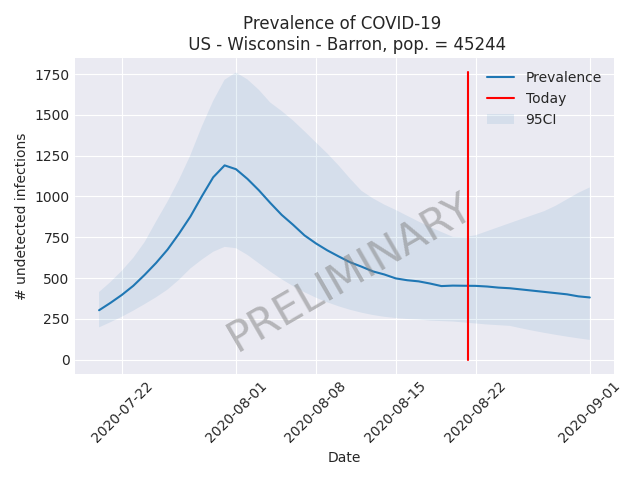 Prevalence of COVID-19
US - Wisconsin - Barron, pop. = 45244
1750
1500
1250
1000
750
500
250
0
# undetected infections
Prevalence
Today
95CI
PRELIMINARY
2020-07-22
2020-08-01
2020-08-08
2020-08-15
2020-08-22
2020-09-01
Date